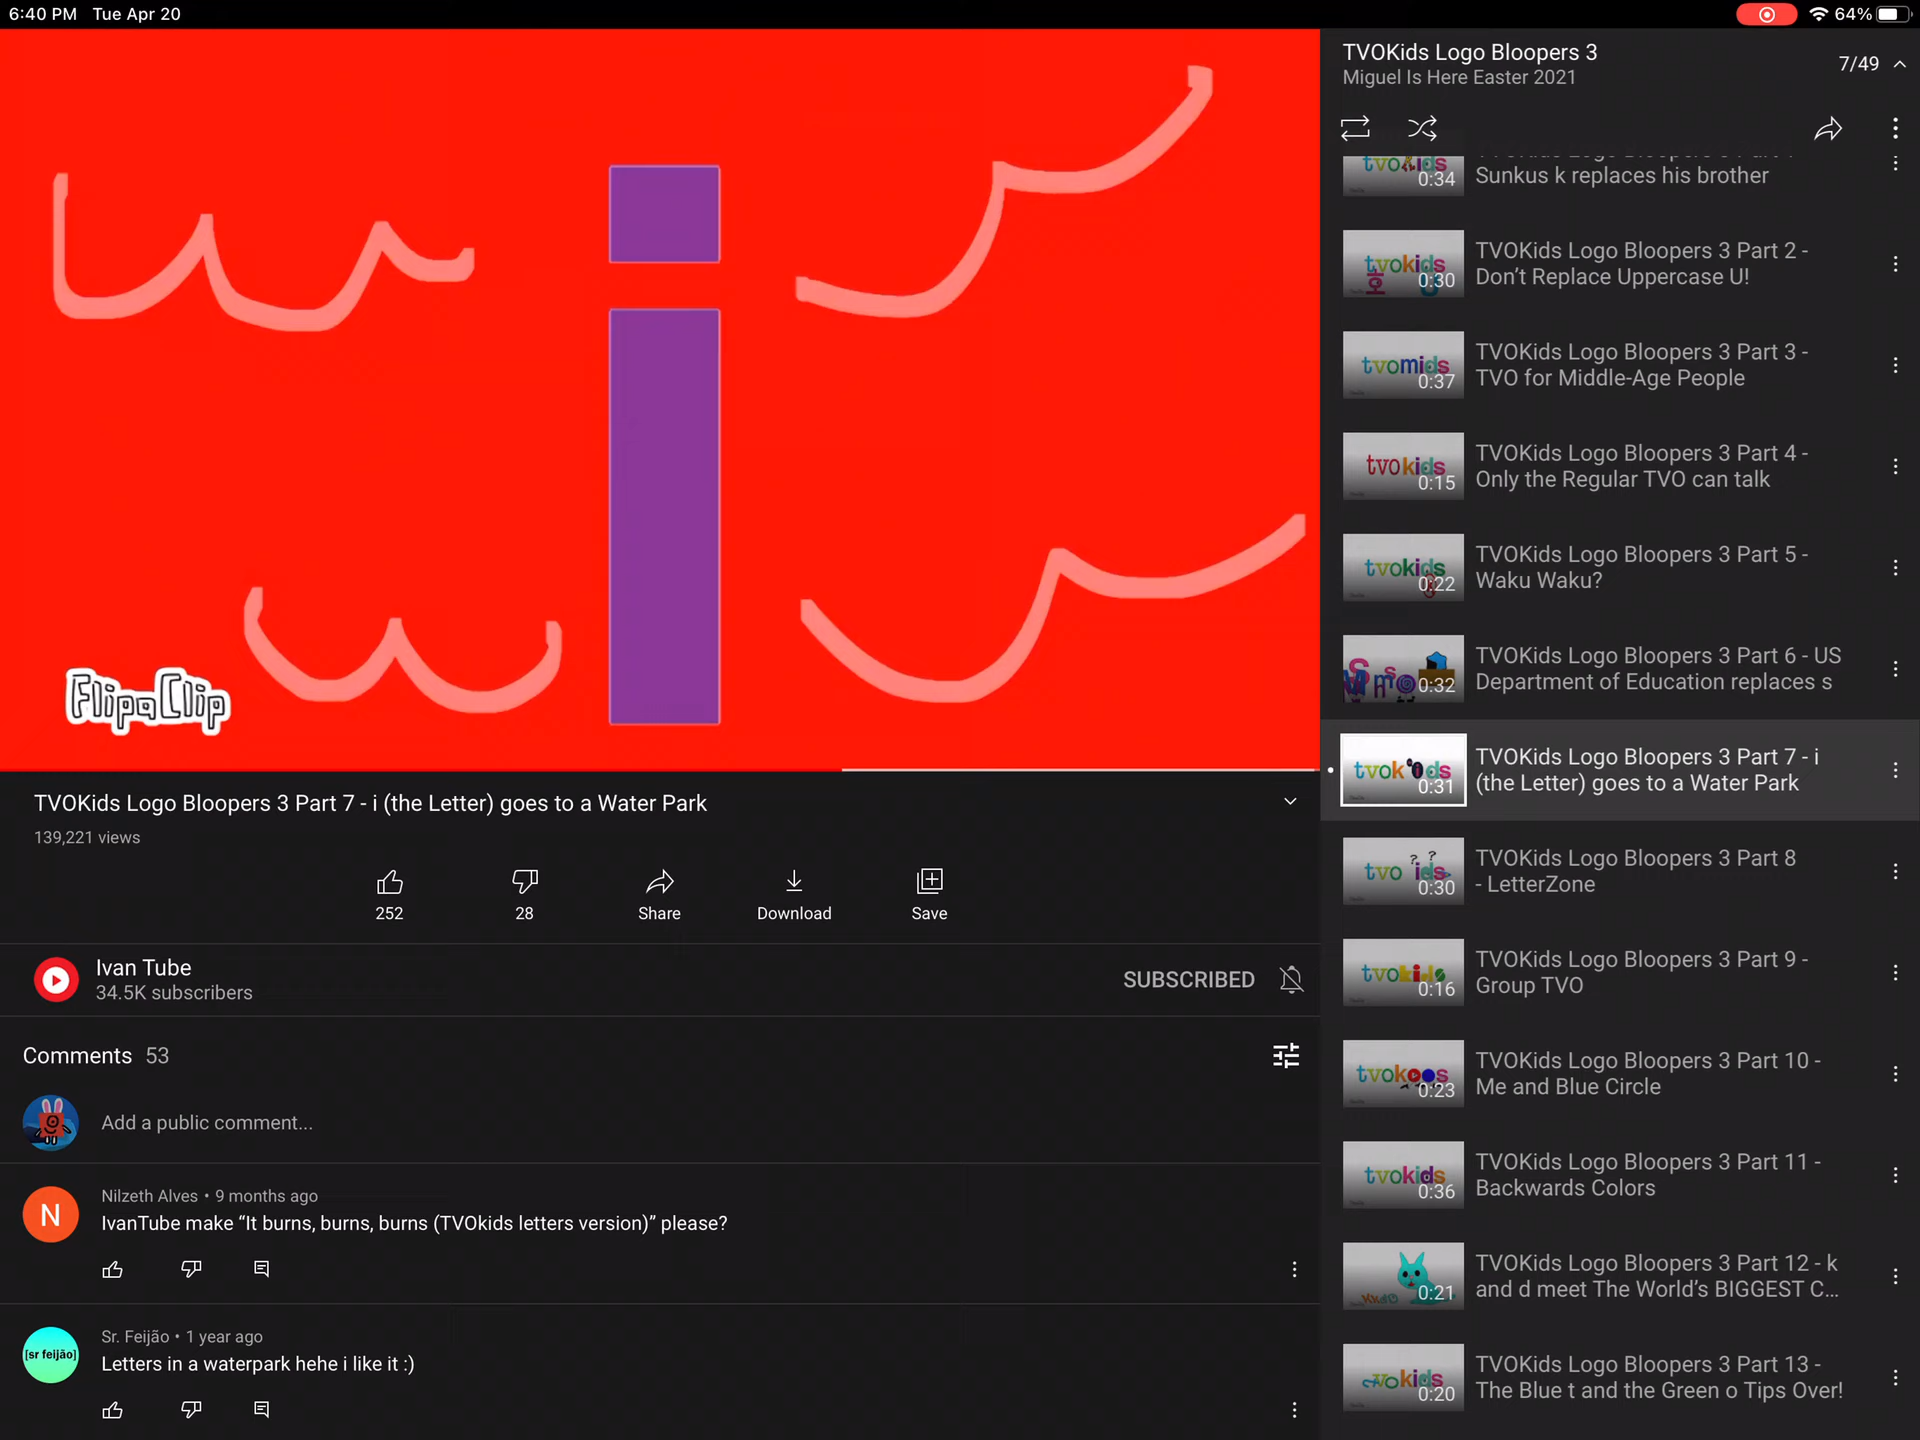 6:40 PM Tue Apr 20
64%
i
FlipaClip
TVOKids Logo Bloopers 3 Part 7 - i (the Letter) goes to a Water Park
139,221 views
252
28
Share
Download
Save
Ivan Tube
34.5K subscribers
SUBSCRIBED
Comments 53
Add a public comment...
N
Nilzeth Alves • 9 months ago
IvanTube make “It burns, burns, burns (TVOkids letters version)” please?
[sr feijão]
Sr. Feijão • 1 year ago
Letters in a waterpark hehe i like it :)
TVOKids Logo Bloopers 3
Miguel Is Here Easter 2021
7/49
0:34
Sunkus k replaces his brother
tvokids
0:30
TVOKids Logo Bloopers 3 Part 2 -
Don’t Replace Uppercase U!
tvomids
0:37
TVOKids Logo Bloopers 3 Part 3 -
TVO for Middle-Age People
tvokids
0:15
TVOKids Logo Bloopers 3 Part 4 -
Only the Regular TVO can talk
tvokids
0:22
TVOKids Logo Bloopers 3 Part 5 -
Waku Waku?
0:32
TVOKids Logo Bloopers 3 Part 6 - US
Department of Education replaces s
tvokids
0:31
TVOKids Logo Bloopers 3 Part 7 - i
(the Letter) goes to a Water Park
tvo ids
? ?
0:30
TVOKids Logo Bloopers 3 Part 8
- LetterZone
tvokids
0:16
TVOKids Logo Bloopers 3 Part 9 -
Group TVO
0:23
TVOKids Logo Bloopers 3 Part 10 -
Me and Blue Circle
tvokids
0:36
TVOKids Logo Bloopers 3 Part 11 -
Backwards Colors
0:21
TVOKids Logo Bloopers 3 Part 12 - k
and d meet The World’s BIGGEST C...
0:20
TVOKids Logo Bloopers 3 Part 13 -
The Blue t and the Green o Tips Over!